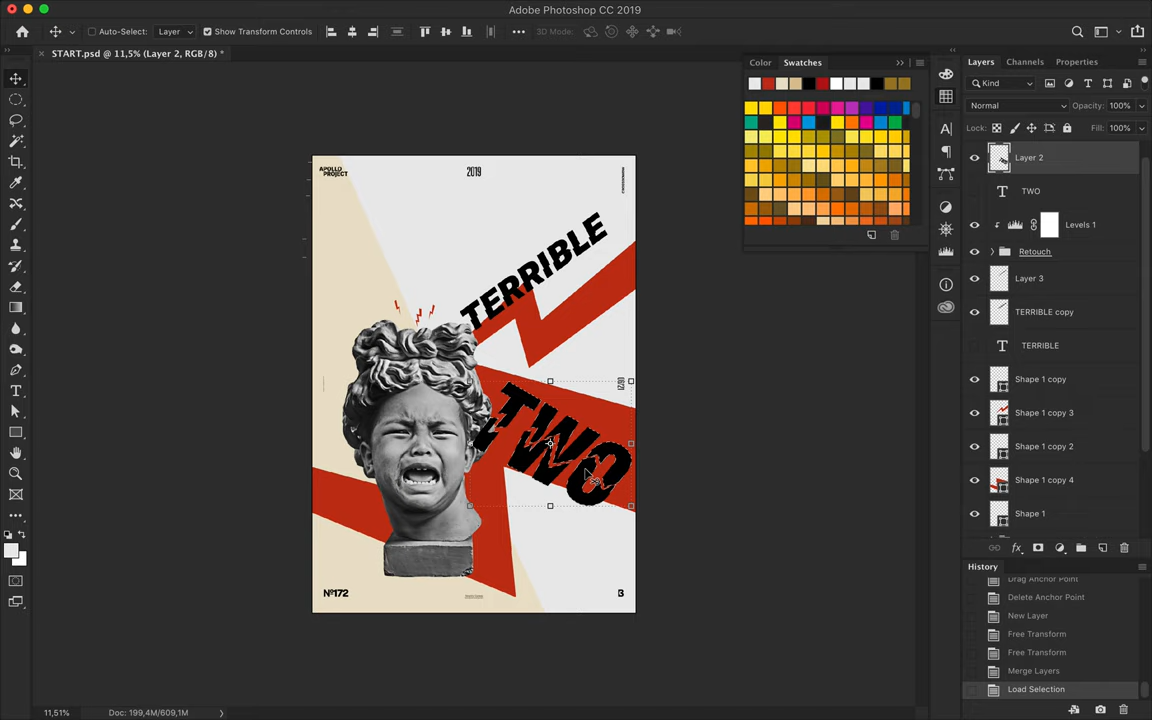 Adobe Photoshop CC 2019
Auto-Select:
Layer
Show Transform Controls
3D Mode:
START.psd @ 11,5% (Layer 2, RGB/8) *
Color
Swatches
Layers
Channels
Properties
Kind
Normal
Opacity: 100%
Lock:
Fill: 100%
Layer 2
TWO
Levels 1
Retouch
Layer 3
TERRIBLE copy
TERRIBLE
Shape 1 copy
Shape 1 copy 3
Shape 1 copy 2
Shape 1 copy 4
Shape 1
fx
History
Drag Anchor Point
Delete Anchor Point
New Layer
Free Transform
Free Transform
Merge Layers
Load Selection
APOLLO
PROJECT
2019
TERRIBLE
TWO
Nº172
B
11,51%
Doc: 199,4M/609,1M